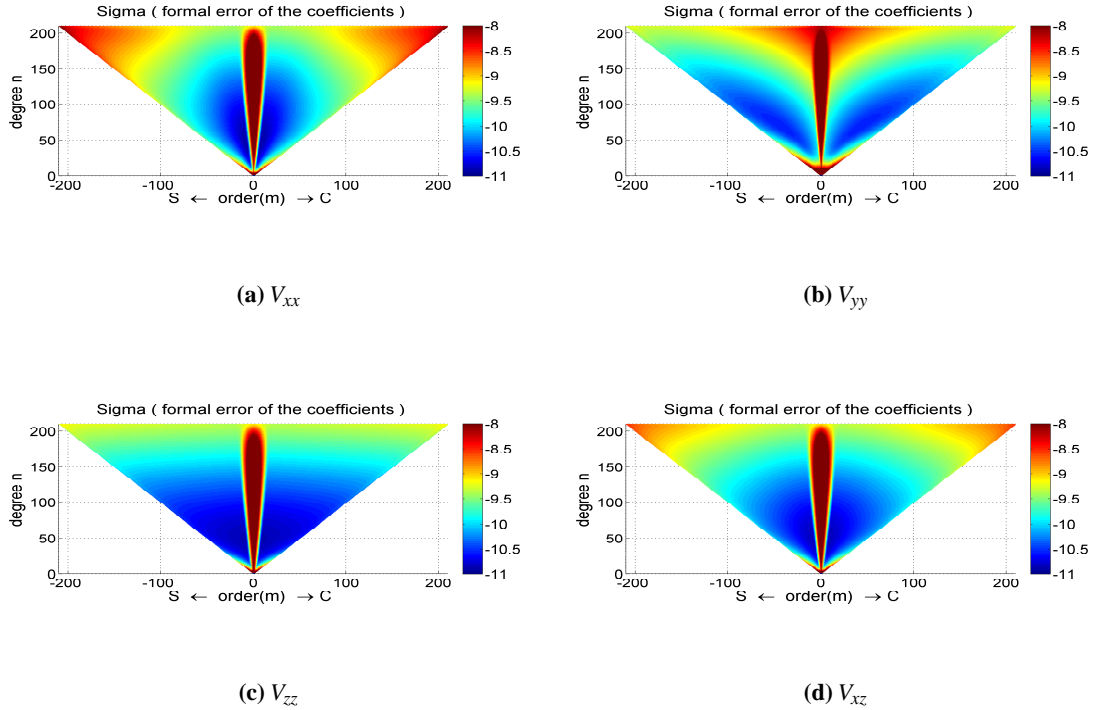 Sigma ( formal error of the coefficients )
degree n
200
150
100
50
0
-200 -100 0 100 200
S ← order(m) → C
-8
-8.5
-9
-9.5
-10
-10.5
-11
(a) Vxx
Sigma ( formal error of the coefficients )
degree n
200
150
100
50
0
-200 -100 0 100 200
S ← order(m) → C
-8
-8.5
-9
-9.5
-10
-10.5
-11
(b) Vyy
Sigma ( formal error of the coefficients )
degree n
200
150
100
50
0
-200 -100 0 100 200
S ← order(m) → C
-8
-8.5
-9
-9.5
-10
-10.5
-11
(c) Vzz
Sigma ( formal error of the coefficients )
degree n
200
150
100
50
0
-200 -100 0 100 200
S ← order(m) → C
-8
-8.5
-9
-9.5
-10
-10.5
-11
(d) Vxz